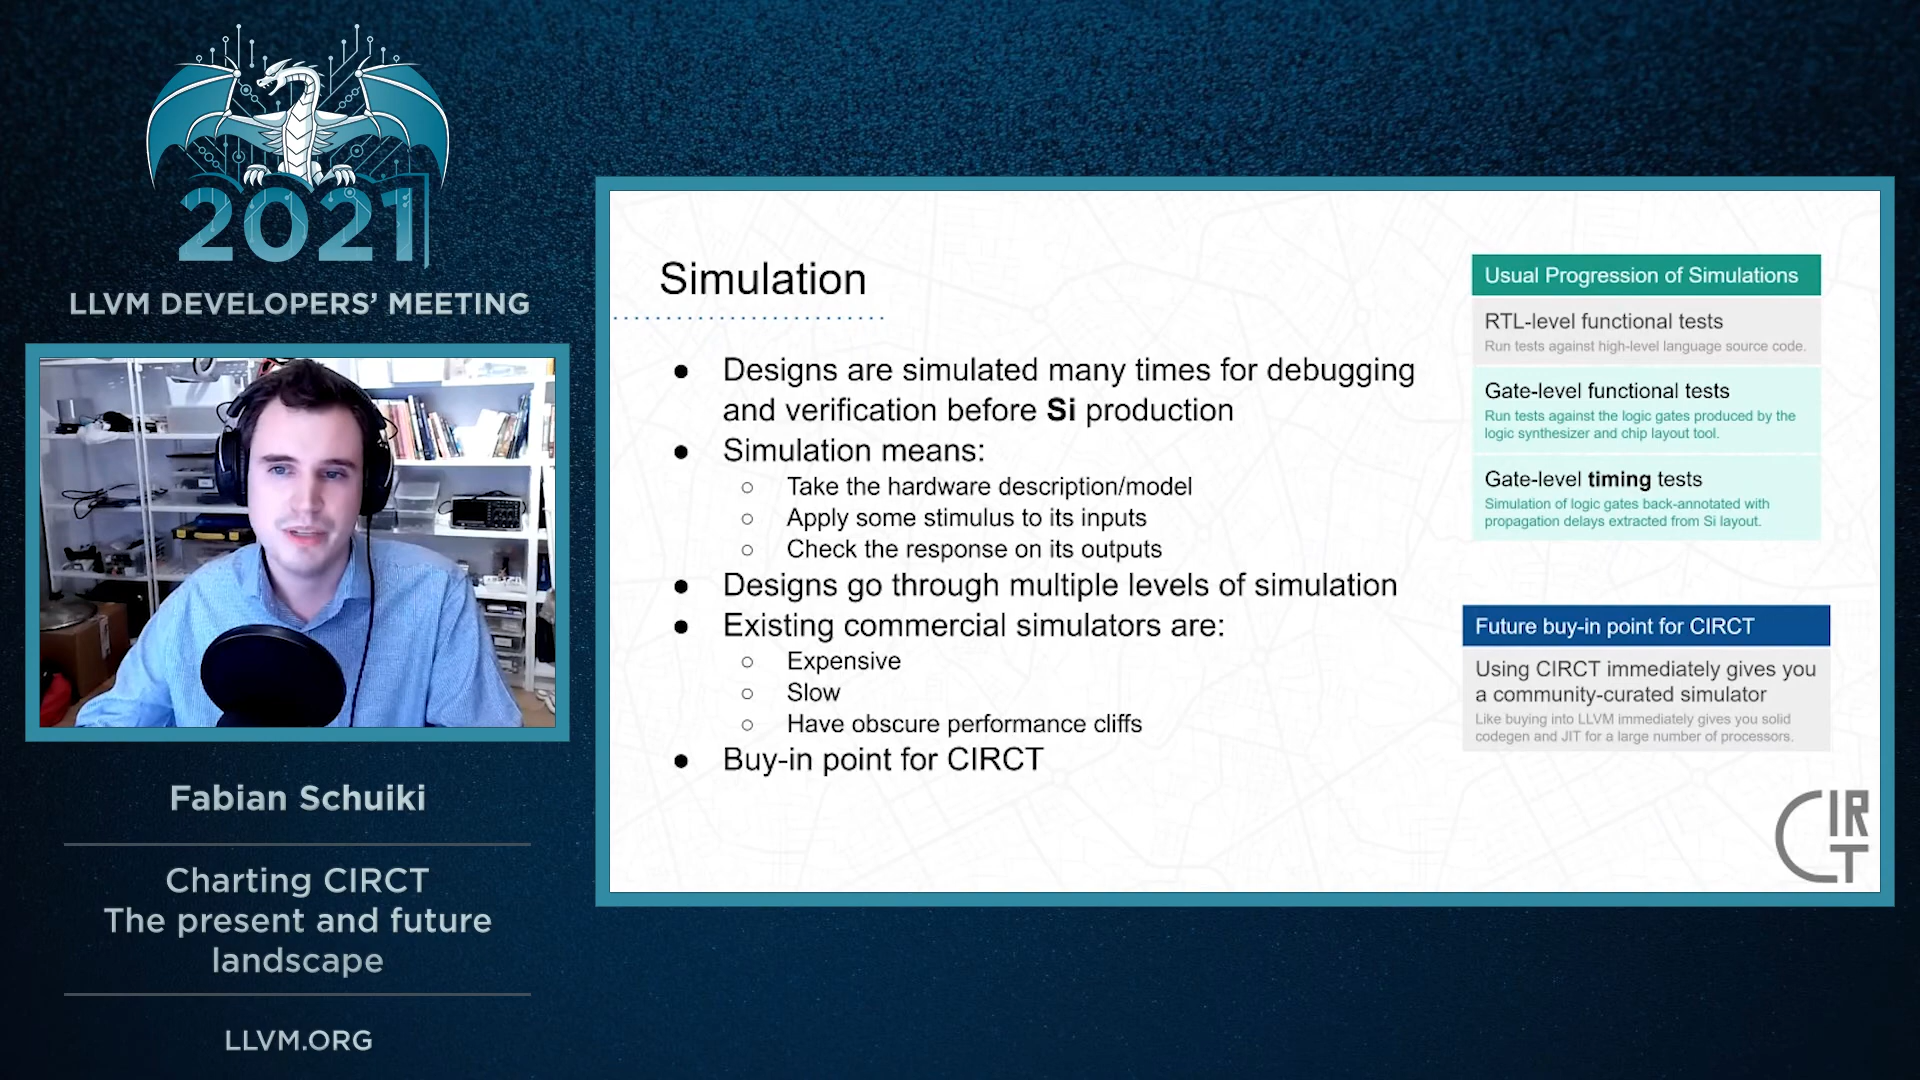 2021
LLVM DEVELOPERS’ MEETING
Fabian Schuiki
Charting CIRCT
The present and future
landscape
LLVM.ORG
Simulation
● Designs are simulated many times for debugging
and verification before Si production
● Simulation means:
○ Take the hardware description/model
○ Apply some stimulus to its inputs
○ Check the response on its outputs
● Designs go through multiple levels of simulation
● Existing commercial simulators are:
○ Expensive
○ Slow
○ Have obscure performance cliffs
● Buy-in point for CIRCT
Usual Progression of Simulations
RTL-level functional tests
Run tests against high-level language source code.
Gate-level functional tests
Run tests against the logic gates produced by the
logic synthesizer and chip layout tool.
Gate-level timing tests
Simulation of logic gates back-annotated with
propagation delays extracted from Si layout.
Future buy-in point for CIRCT
Using CIRCT immediately gives you
a community-curated simulator
Like buying into LLVM immediately gives you solid
codegen and JIT for a large number of processors.
CIRCT